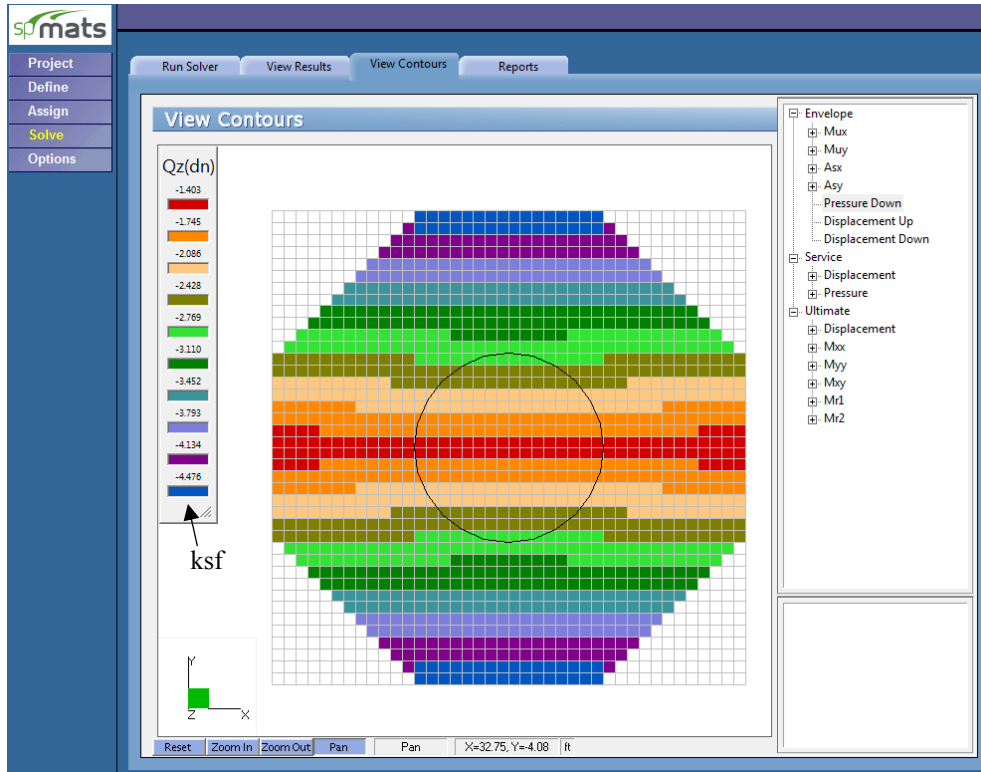 spmats
Project
Define
Assign
Solve
Options
Run Solver View Results View Contours Reports
View Contours
Qz(dn)
-1.403
-1.745
-2.086
-2.428
-2.769
-3.110
-3.452
-3.793
-4.134
-4.476
ksf
Y
Z X
Reset Zoom In Zoom Out Pan Pan X=32.75, Y=-4.08 ft
Envelope
Mux
Muy
Asx
Asy
Pressure Down
Displacement Up
Displacement Down
Service
Displacement
Pressure
Ultimate
Displacement
Mxx
Myy
Mxy
Mr1
Mr2